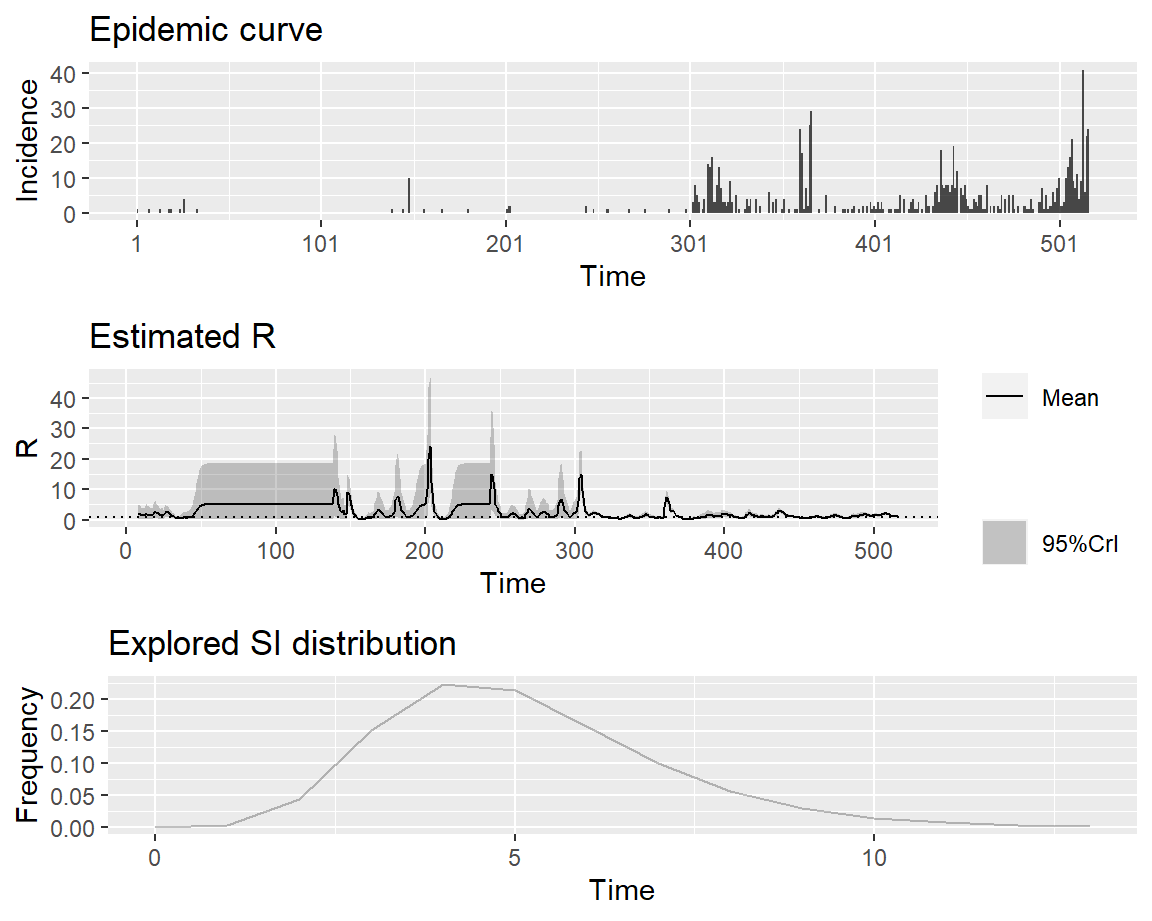 Epidemic curve
Incidence
40
30
20
10
0
1 101 201 301 401 501
Time
Estimated R
R
40
30
20
10
0
0 100 200 300 400 500
Time
Mean
95%CrI
Explored SI distribution
Frequency
0.20
0.15
0.10
0.05
0.00
0 5 10
Time